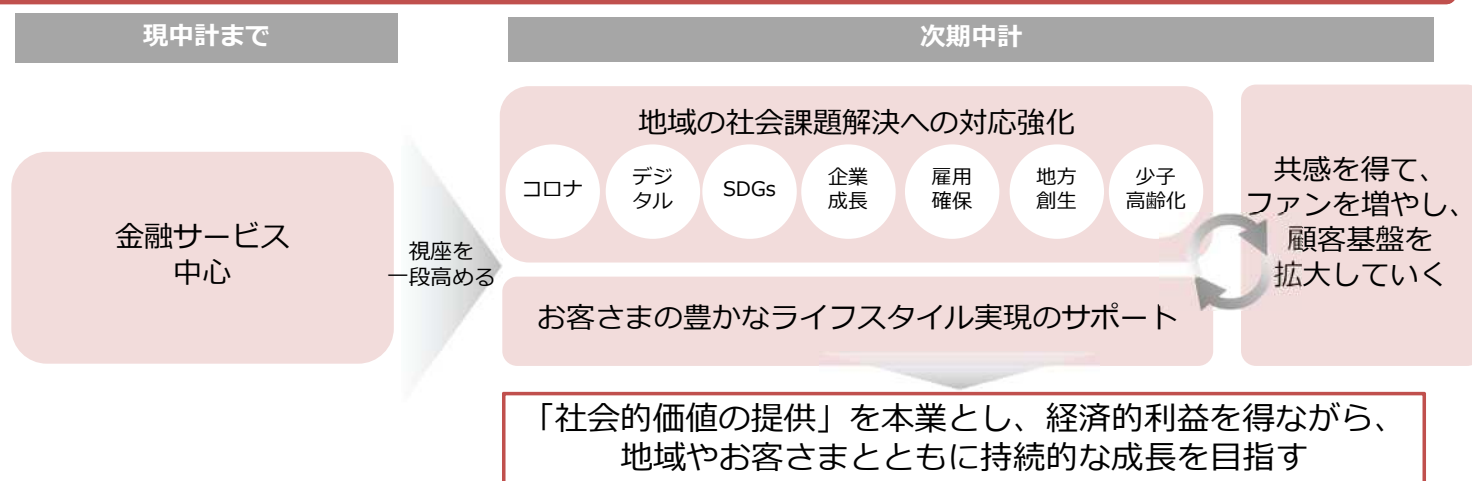 現中計まで
次期中計
金融サービス
中心
視座を
一段高める
地域の社会課題解決への対応強化
コロナ
デジ
タル
SDGs
企業
成長
雇用
確保
地方
創生
少子
高齢化
お客さまの豊かなライフスタイル実現のサポート
共感を得て、
ファンを増やし、
顧客基盤を
拡大していく
「社会的価値の提供」を本業とし、経済的利益を得ながら、
地域やお客さまとともに持続的な成長を目指す